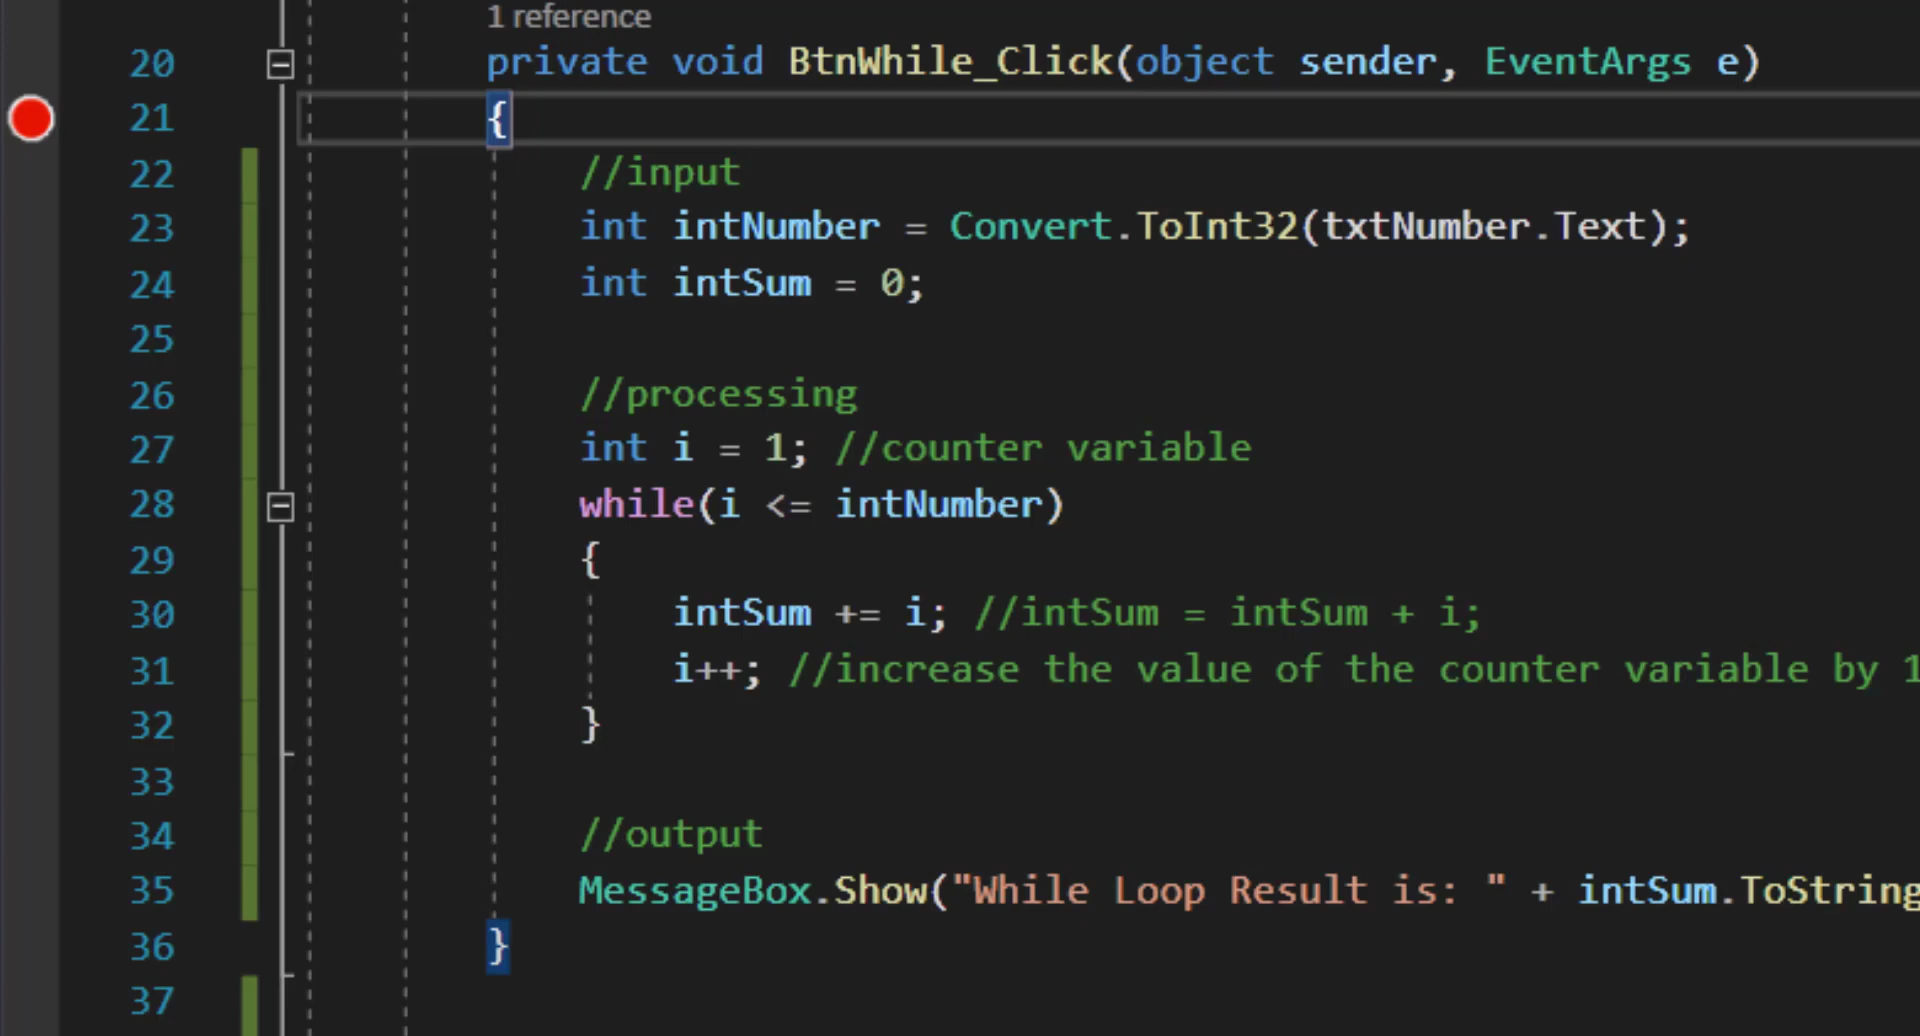 1 reference
20 private void BtnWhile_Click(object sender, EventArgs e)
21 {
22 //input
23 int intNumber = Convert.ToInt32(txtNumber.Text);
24 int intSum = 0;
25
26 //processing
27 int i = 1; //counter variable
28 while(i <= intNumber)
29 {
30 intSum += i; //intSum = intSum + i;
31 i++; //increase the value of the counter variable by 1
32 }
33
34 //output
35 MessageBox.Show("While Loop Result is: " + intSum.ToString
36 }
37